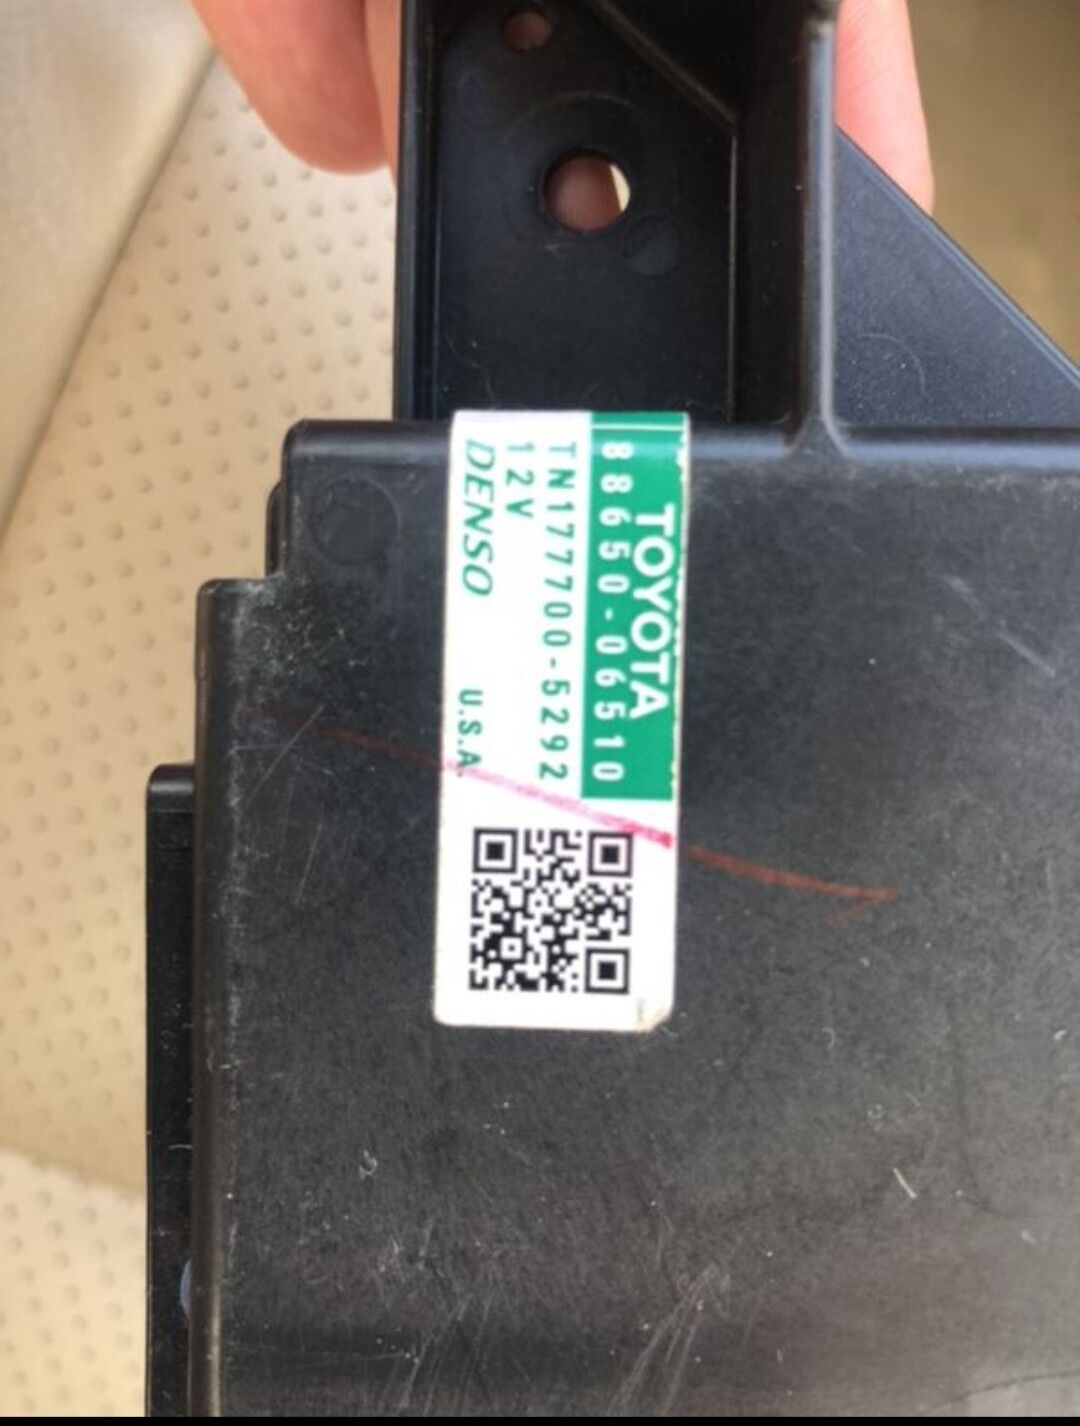 TOYOTA
88650-06510
TN177700-5292
12V
DENSO U.S.A.